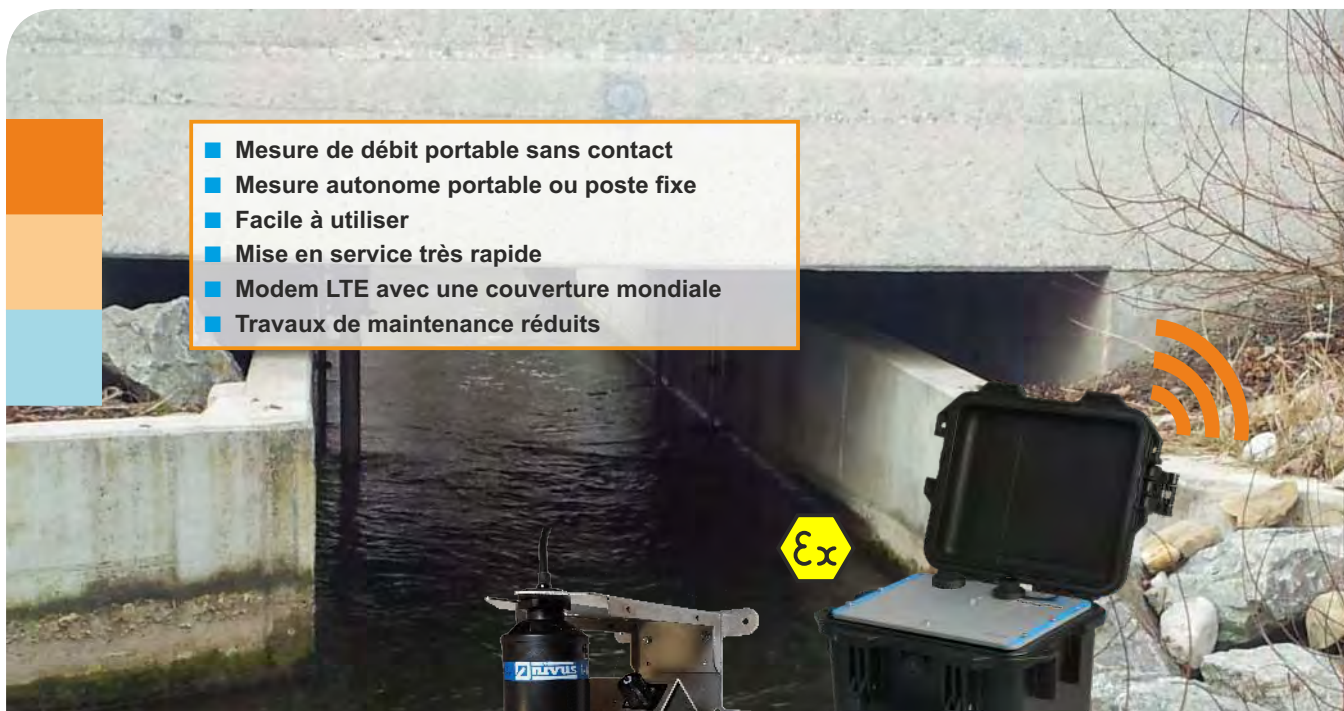 Mesure de débit portable sans contact
Mesure autonome portable ou poste fixe
Facile à utiliser
Mise en service très rapide
Modem LTE avec une couverture mondiale
Travaux de maintenance réduits
Ex
nivus